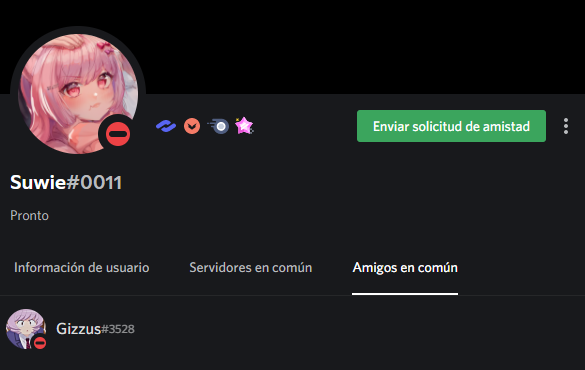 Enviar solicitud de amistad
Suwie#0011
Pronto
Información de usuario Servidores en común Amigos en común
Gizzus#3528